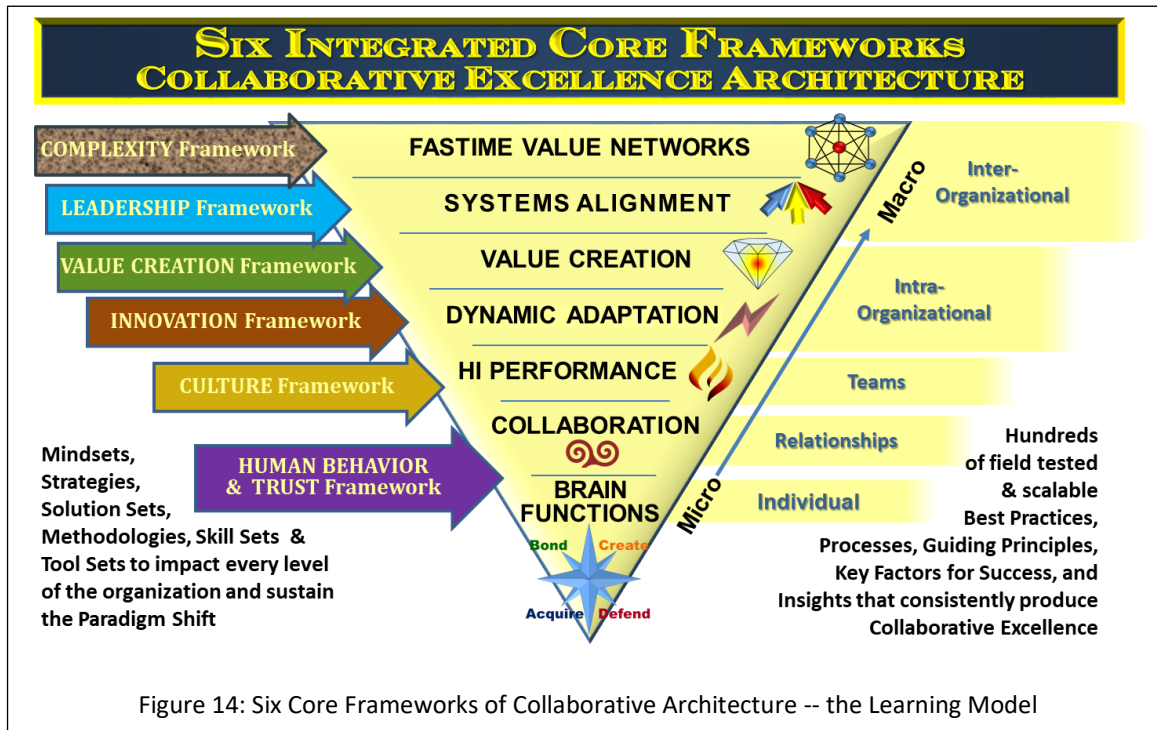 SIX INTEGRATED CORE FRAMEWORKS
COLLABORATIVE EXCELLENCE ARCHITECTURE
COMPLEXITY Framework
LEADERSHIP Framework
VALUE CREATION Framework
INNOVATION Framework
CULTURE Framework
HUMAN BEHAVIOR
& TRUST Framework
FASTIME VALUE NETWORKS
SYSTEMS ALIGNMENT
VALUE CREATION
DYNAMIC ADAPTATION
HI PERFORMANCE
COLLABORATION
BRAIN
FUNCTIONS
Bond Create
Acquire Defend
Macro
Micro
Inter-
Organizational
Intra-
Organizational
Teams
Relationships
Individual
Mindsets,
Strategies,
Solution Sets,
Methodologies, Skill Sets &
Tool Sets to impact every level
of the organization and sustain
the Paradigm Shift
Hundreds
of field tested
& scalable
Best Practices,
Processes, Guiding Principles,
Key Factors for Success, and
Insights that consistently produce
Collaborative Excellence
Figure 14: Six Core Frameworks of Collaborative Architecture -- the Learning Model